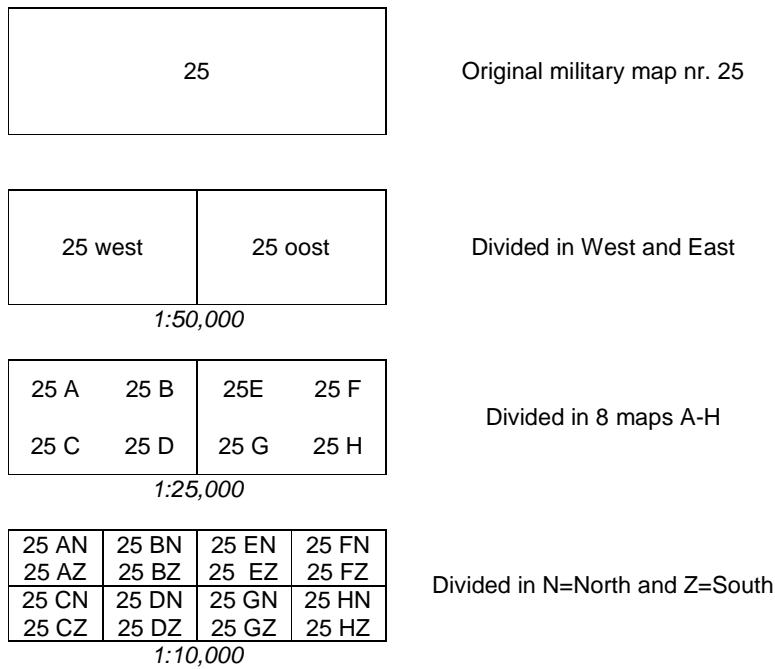 25 Original military map nr. 25
25 west 25 oost Divided in West and East
1:50,000
25 A 25 B 25E 25 F
Divided in 8 maps A-H
25 C 25 D 25 G 25 H
1:25,000
25 AN 25 BN 25 EN 25 FN
25 AZ 25 BZ 25 EZ 25 FZ
Divided in N=North and Z=South
25 CN 25 DN 25 GN 25 HN
25 CZ 25 DZ 25 GZ 25 HZ
1:10,000